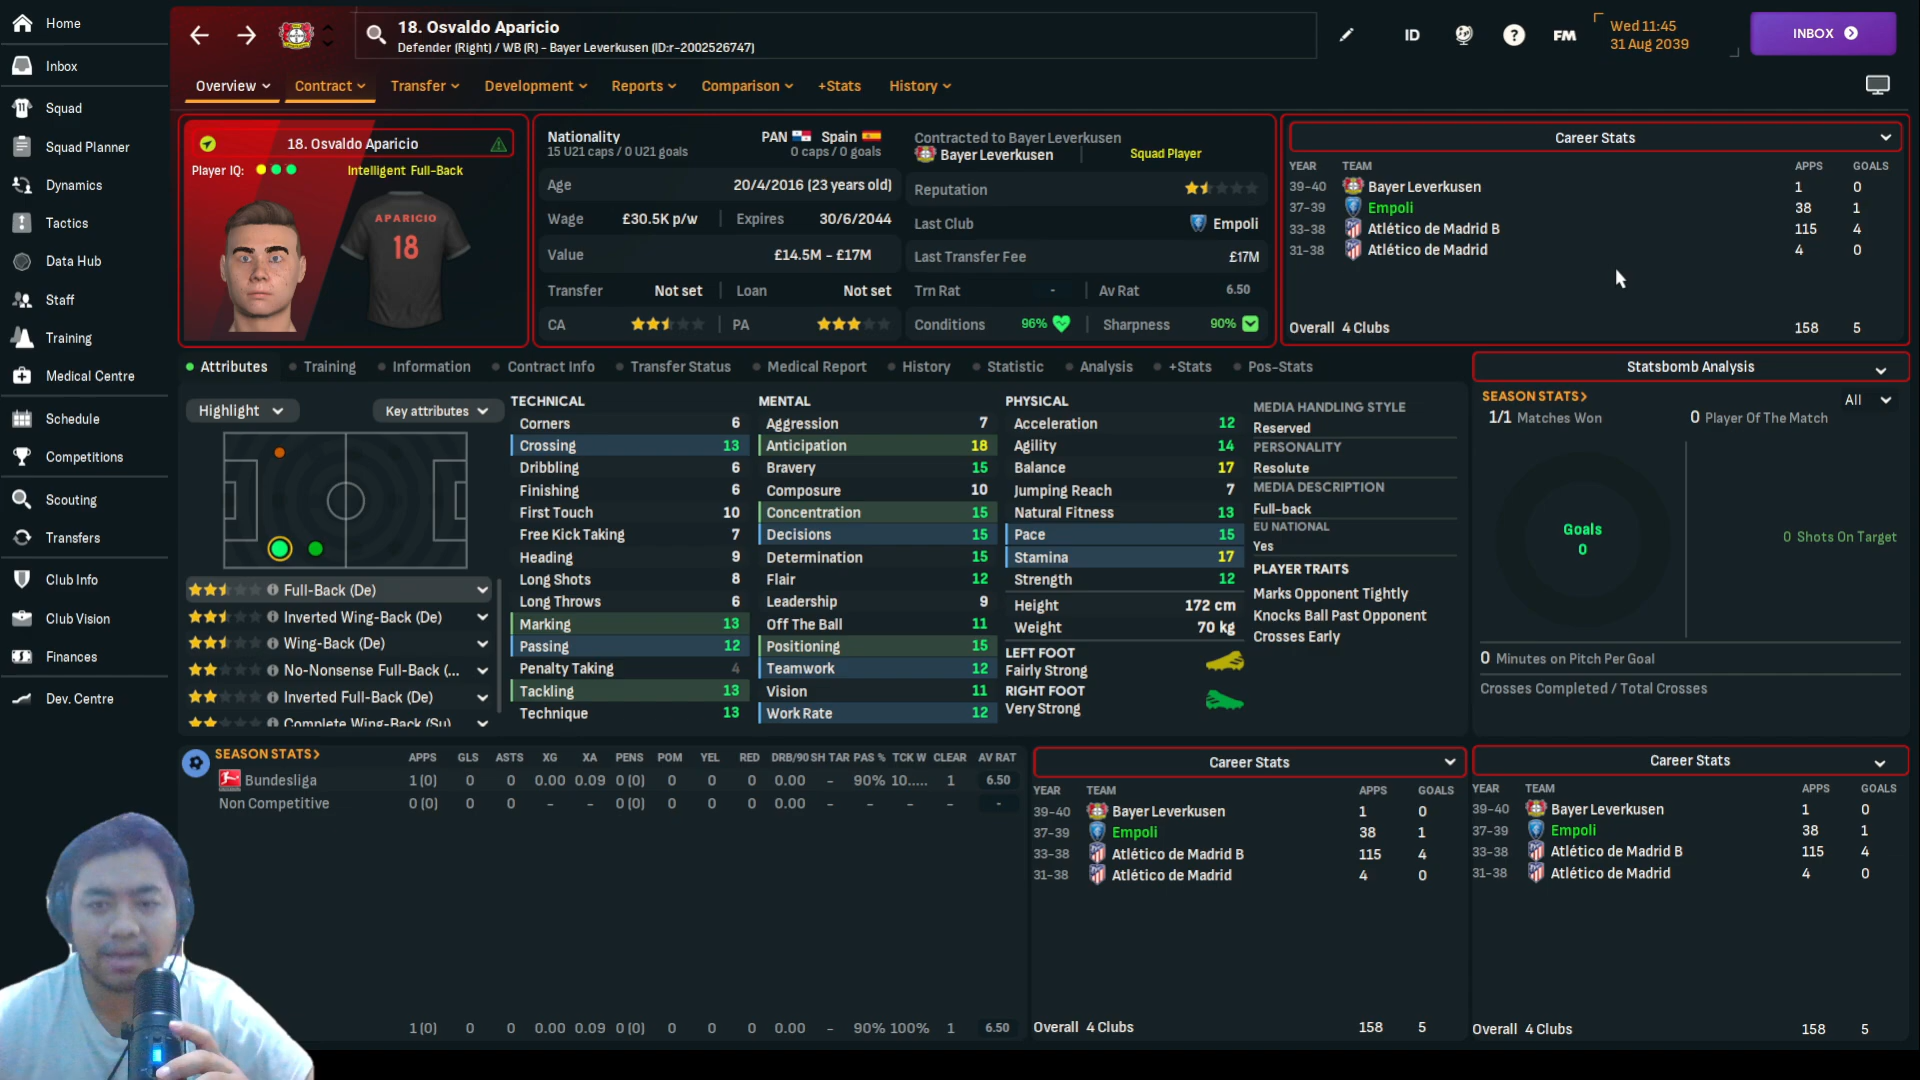 Home
Inbox
Squad
Squad Planner
Dynamics
Tactics
Data Hub
Staff
Training
Medical Centre
Schedule
Competitions
Scouting
Transfers
Club Info
Club Vision
Finances
Dev. Centre
18. Osvaldo Aparicio
Defender (Right) / WB (R) - Bayer Leverkusen (ID:r-2002526747)
ID
?
FM
Wed 11:45
31 Aug 2039
INBOX
Overview Contract Transfer Development Reports Comparison +Stats History
18. Osvaldo Aparicio
Player IQ: Intelligent Full-Back
APARICIO
18
Nationality PAN Spain
15 U21 caps / 0 U21 goals 0 caps / 0 goals
Age 20/4/2016 (23 years old)
Wage £30.5K p/w Expires 30/6/2044
Value £14.5M - £17M
Transfer Not set Loan Not set
CA PA
Contracted to Bayer Leverkusen
Bayer Leverkusen Squad Player
Reputation
Last Club Empoli
Last Transfer Fee £17M
Trn Rat - Av Rat 6.50
Conditions 96% Sharpness 90%
Career Stats
YEAR TEAM APPS GOALS
39-40 Bayer Leverkusen 1 0
37-39 Empoli 38 1
33-38 Atlético de Madrid B 115 4
31-38 Atlético de Madrid 4 0
Overall 4 Clubs 158 5
Attributes Training Information Contract Info Transfer Status Medical Report History Statistic Analysis +Stats Pos-Stats
Highlight Key attributes
Full-Back (De)
Inverted Wing-Back (De)
Wing-Back (De)
No-Nonsense Full-Back (...
Inverted Full-Back (De)
Complete Wing-Back (Su)
TECHNICAL
Corners 6
Crossing 13
Dribbling 6
Finishing 6
First Touch 10
Free Kick Taking 7
Heading 9
Long Shots 8
Long Throws 6
Marking 13
Passing 12
Penalty Taking 4
Tackling 13
Technique 13
MENTAL
Aggression 7
Anticipation 18
Bravery 15
Composure 10
Concentration 15
Decisions 15
Determination 15
Flair 12
Leadership 9
Off The Ball 11
Positioning 15
Teamwork 12
Vision 11
Work Rate 12
PHYSICAL
Acceleration 12
Agility 14
Balance 17
Jumping Reach 7
Natural Fitness 13
Pace 15
Stamina 17
Strength 12
Height 172 cm
Weight 70 kg
LEFT FOOT
Fairly Strong
RIGHT FOOT
Very Strong
MEDIA HANDLING STYLE
Reserved
PERSONALITY
Resolute
MEDIA DESCRIPTION
Full-back
EU NATIONAL
Yes
PLAYER TRAITS
Marks Opponent Tightly
Knocks Ball Past Opponent
Crosses Early
Statsbomb Analysis
SEASON STATS> All
1/1 Matches Won 0 Player Of The Match
Goals
0
0 Shots On Target
0 Minutes on Pitch Per Goal
Crosses Completed / Total Crosses
SEASON STATS> APPS GLS ASTS XG XA PENS POM YEL RED DRB/90 SH TAR PAS % TCK W CLEAR AV RAT
Bundesliga 1 (0) 0 0 0.00 0.09 0 (0) 0 0 0 0.00 - 90% 10..... 1 6.50
Non Competitive 0 (0) 0 0 - - 0 (0) 0 0 0 0.00 - - - - -
1 (0) 0 0 0.00 0.09 0 (0) 0 0 0 0.00 - 90% 100% 1 6.50
Career Stats
YEAR TEAM APPS GOALS
39-40 Bayer Leverkusen 1 0
37-39 Empoli 38 1
33-38 Atlético de Madrid B 115 4
31-38 Atlético de Madrid 4 0
Overall 4 Clubs 158 5
Career Stats
YEAR TEAM APPS GOALS
39-40 Bayer Leverkusen 1 0
37-39 Empoli 38 1
33-38 Atlético de Madrid B 115 4
31-38 Atlético de Madrid 4 0
Overall 4 Clubs 158 5